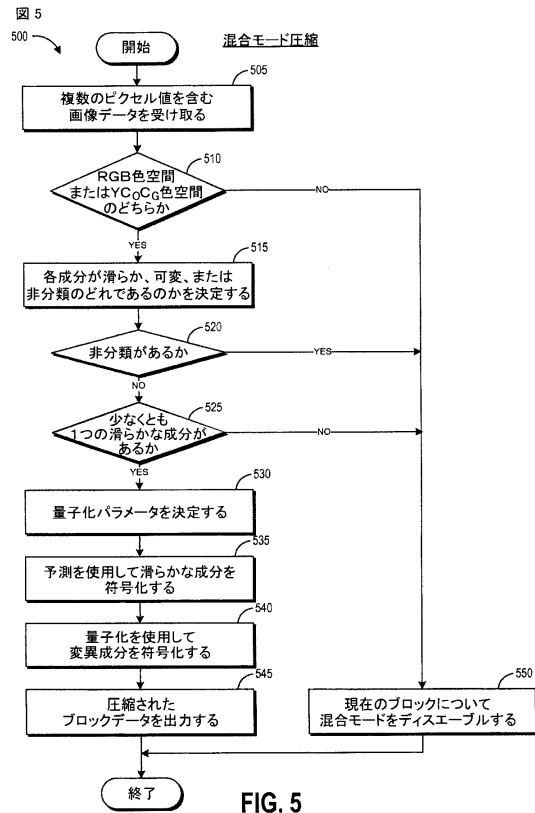 図 5
500
開始
混合モード圧縮
505
複数のピクセル値を含む
画像データを受け取る
510
RGB色空間
またはYCOCG色空間
のどちらか
NO
YES
515
各成分が滑らか、可変、または
非分類のどれであるのかを決定する
520
非分類があるか
YES
NO
525
少なくとも
1つの滑らかな成分が
あるか
NO
YES
530
量子化パラメータを決定する
535
予測を使用して滑らかな成分を
符号化する
540
量子化を使用して
変異成分を符号化する
545
圧縮された
ブロックデータを出力する
550
現在のブロックについて
混合モードをディスエーブルする
終了
FIG. 5